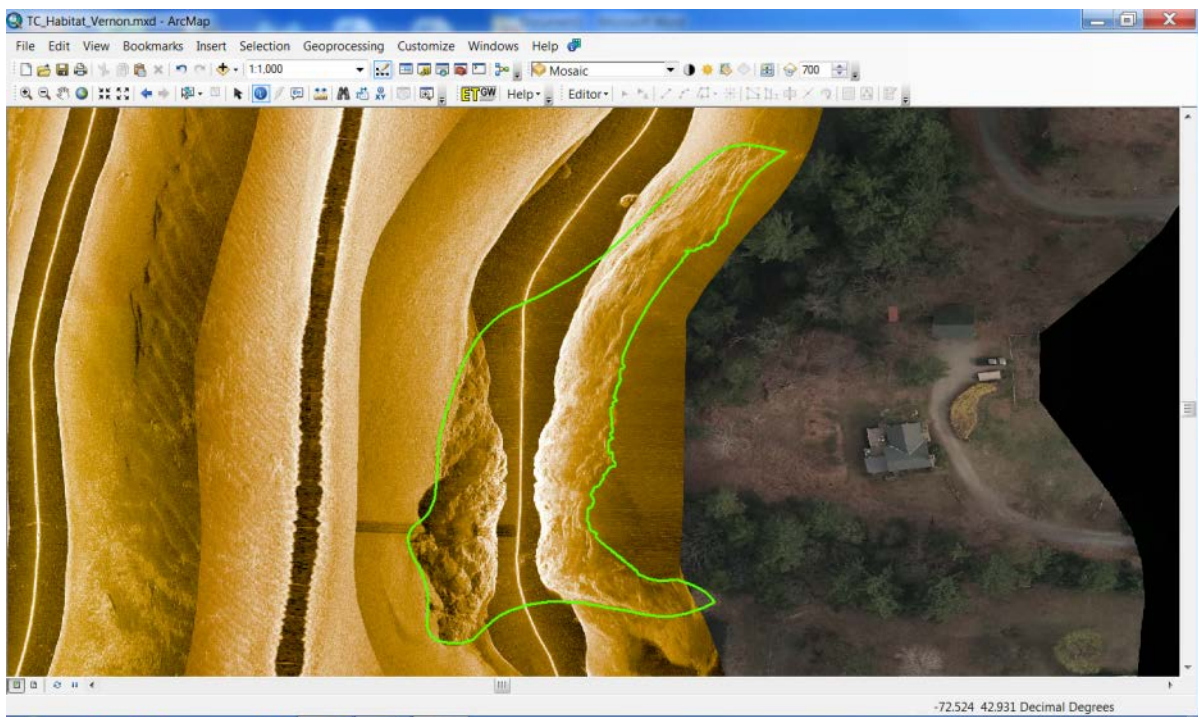 TC_Habitat_Vernon.mxd - ArcMap
File Edit View Bookmarks Insert Selection Geoprocessing Customize Windows Help
1:1,000 Mosaic 700
ET GW Help Editor
-72.524 42.931 Decimal Degrees